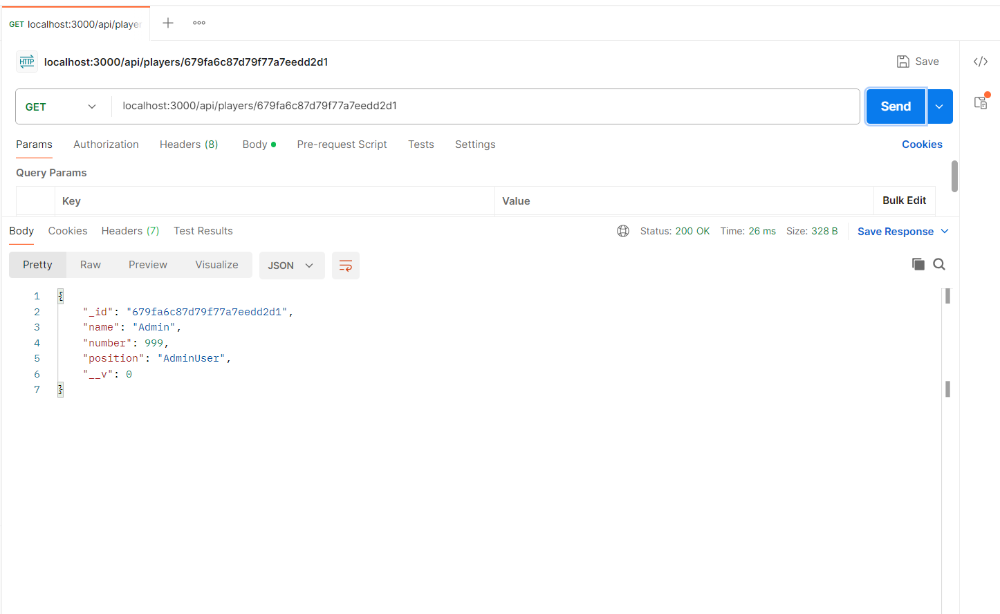 GET localhost:3000/api/player
HTTP localhost:3000/api/players/679fa6c87d79f77a7eedd2d1 Save
GET localhost:3000/api/players/679fa6c87d79f77a7eedd2d1 Send
Params Authorization Headers (8) Body Pre-request Script Tests Settings Cookies
Query Params
Key Value Bulk Edit
Body Cookies Headers (7) Test Results Status: 200 OK Time: 26 ms Size: 328 B Save Response
Pretty Raw Preview Visualize JSON
1 {
2 "_id": "679fa6c87d79f77a7eedd2d1",
3 "name": "Admin",
4 "number": 999,
5 "position": "AdminUser",
6 "__v": 0
7 }